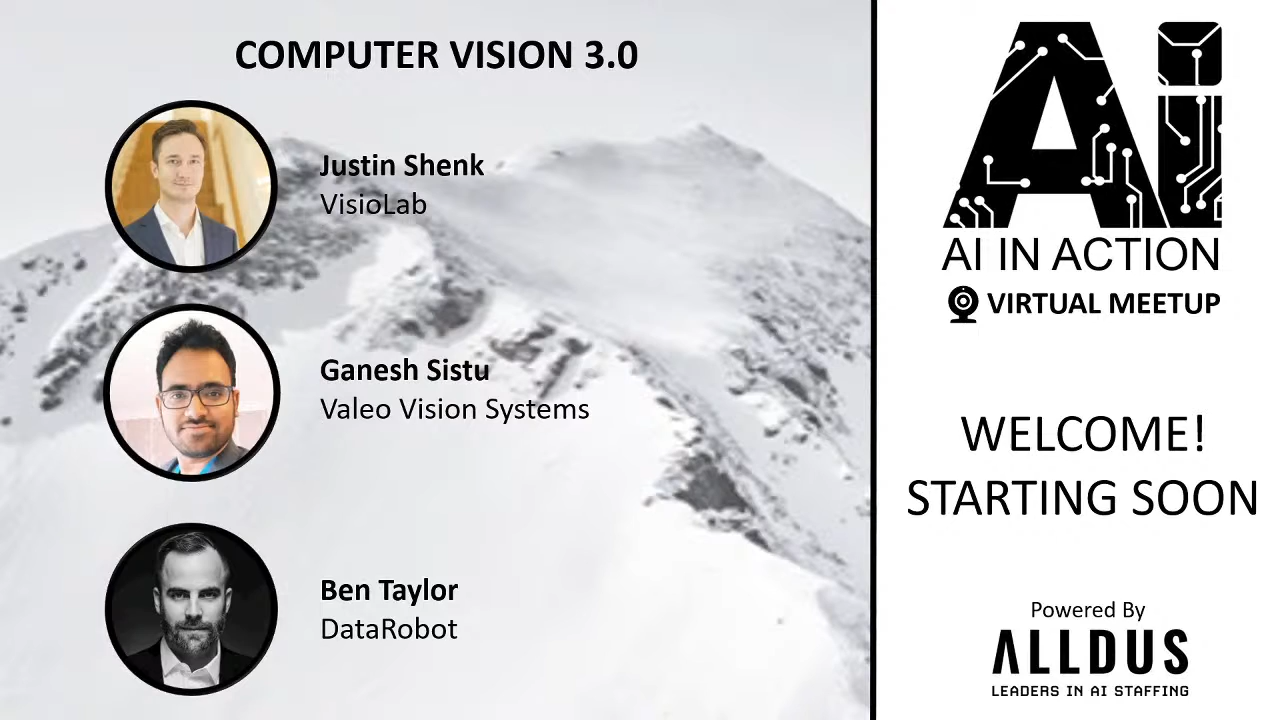 COMPUTER VISION 3.0
Justin Shenk
VisioLab
Ganesh Sistu
Valeo Vision Systems
Ben Taylor
DataRobot
Ai
AI IN ACTION
VIRTUAL MEETUP
WELCOME!
STARTING SOON
Powered By
ALLDUS
LEADERS IN AI STAFFING